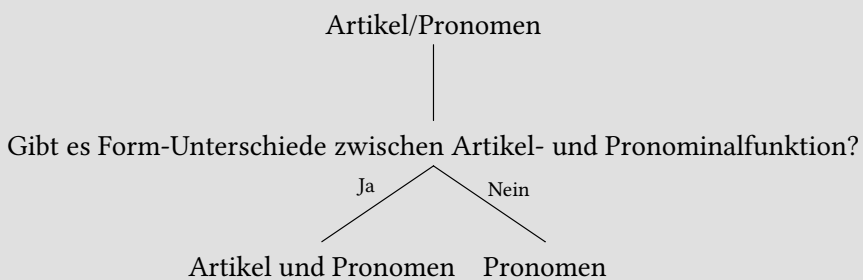 Artikel/Pronomen
Gibt es Form-Unterschiede zwischen Artikel- und Pronominalfunktion?
Ja Nein
Artikel und Pronomen Pronomen